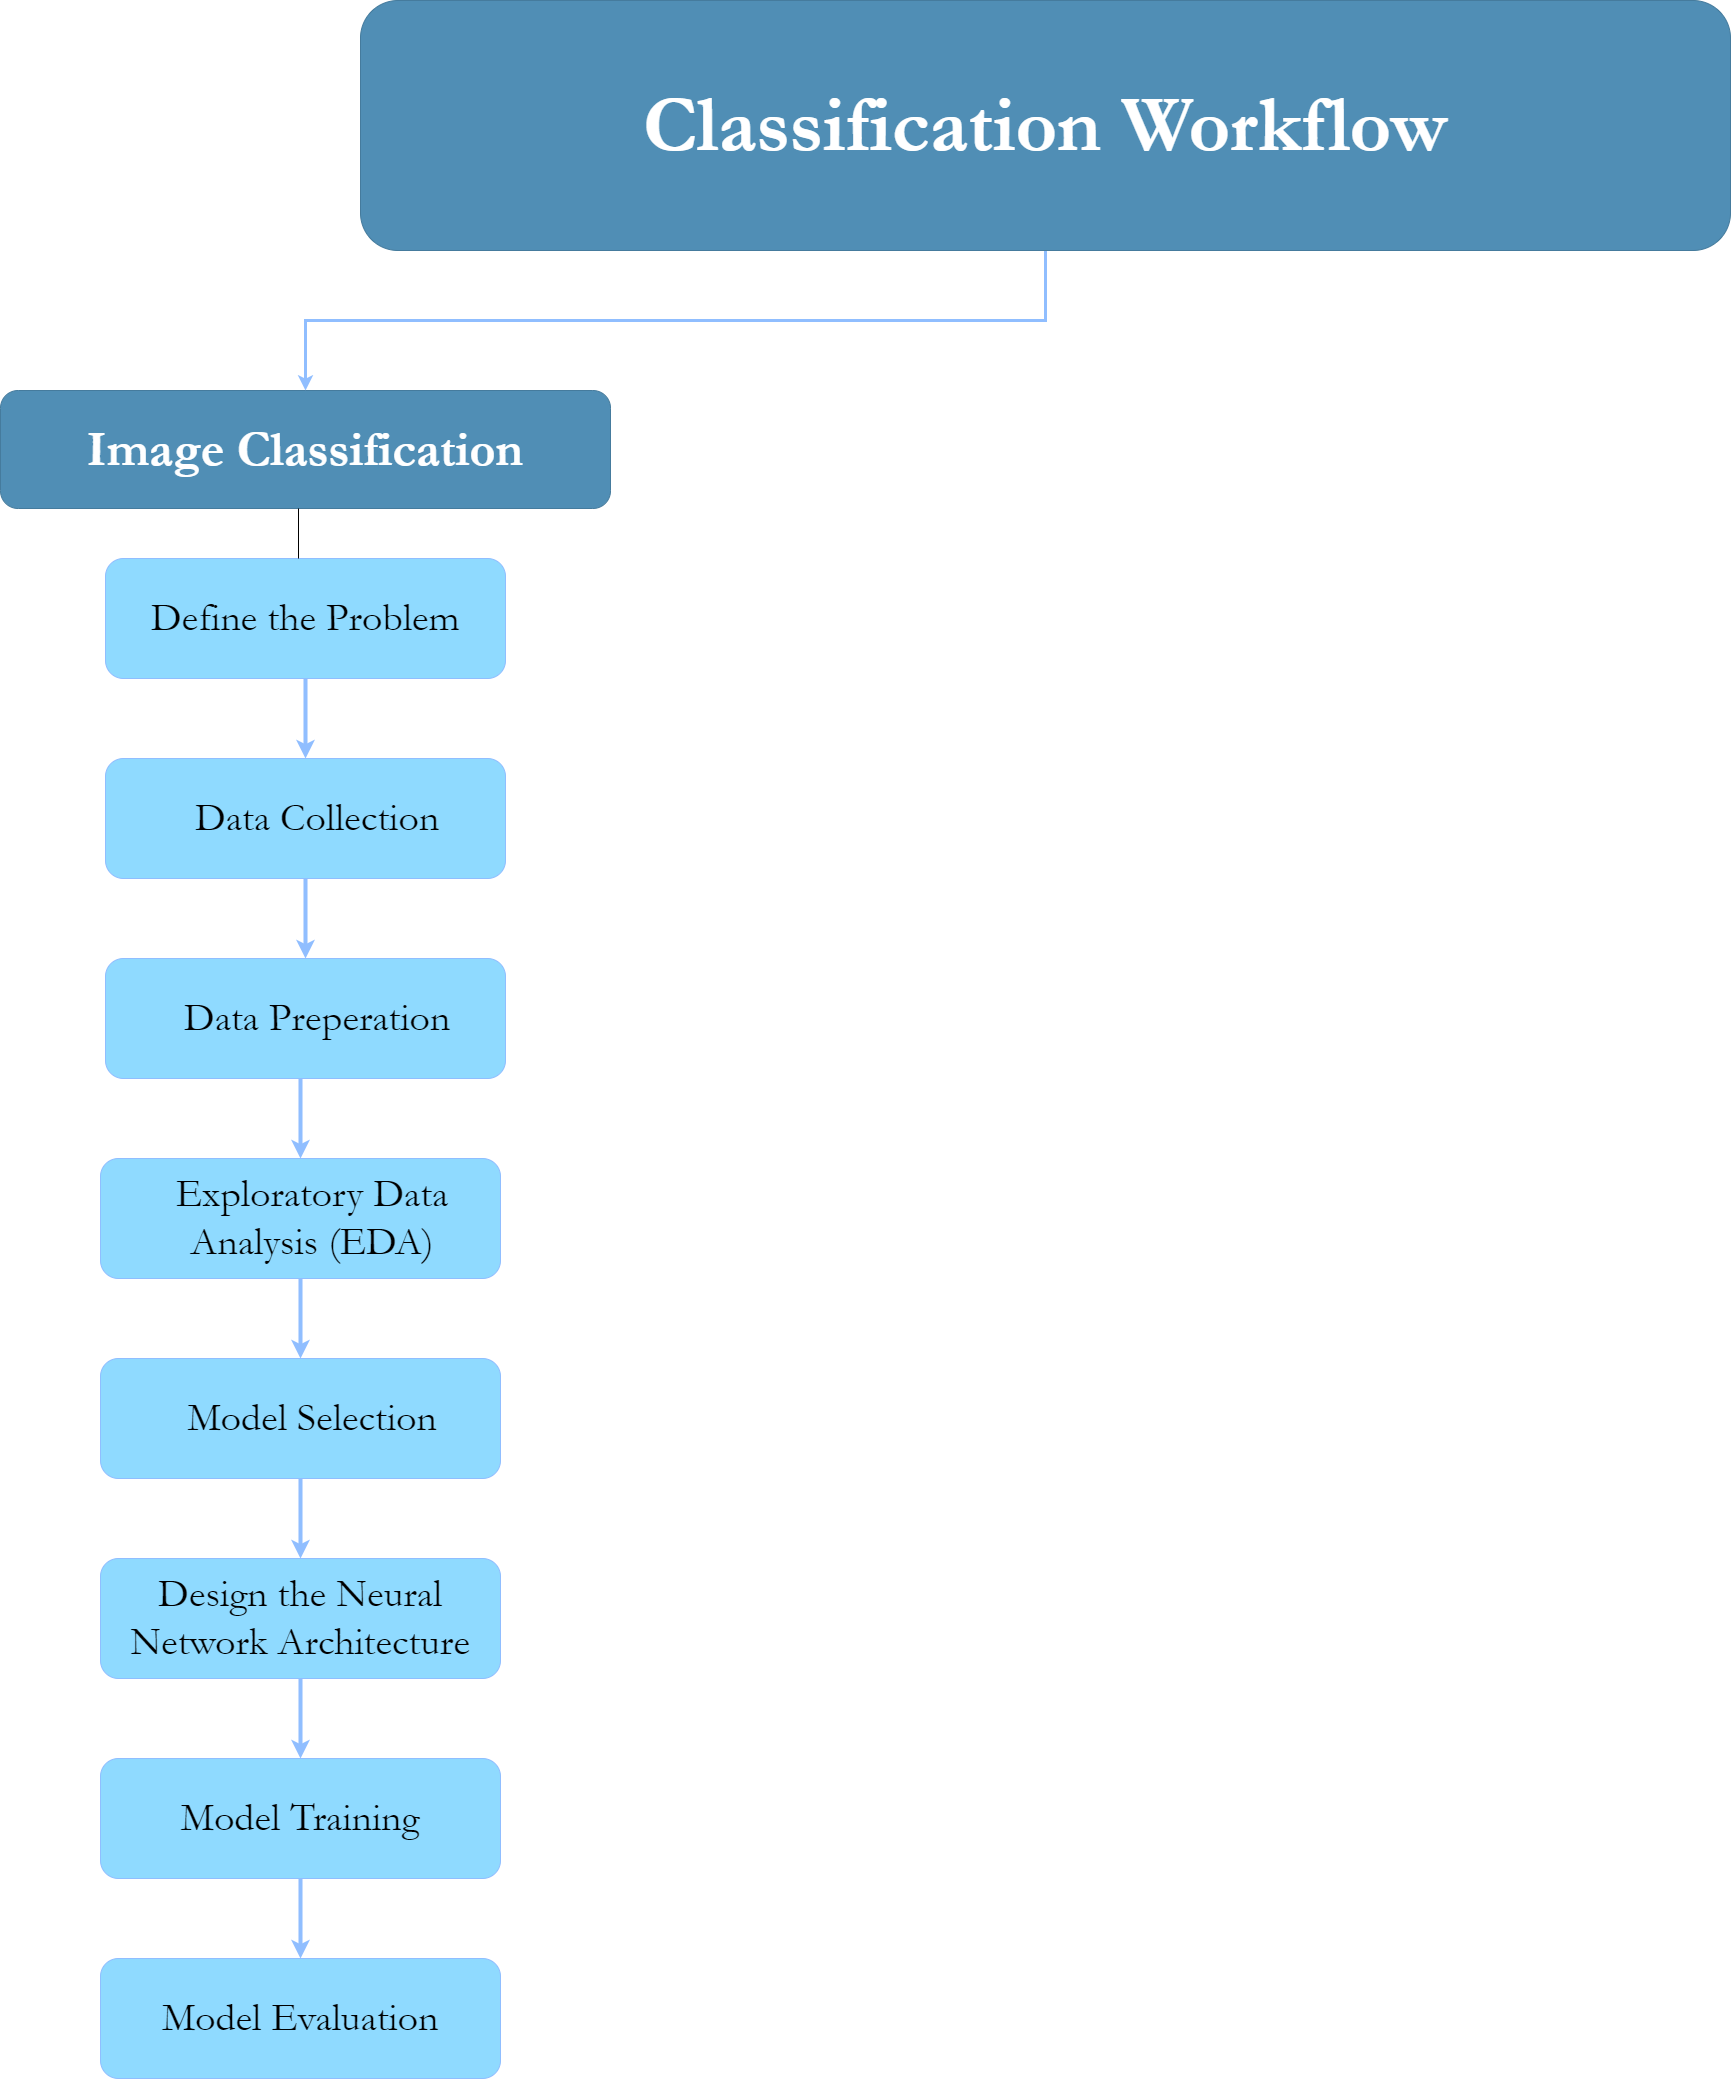 Classification Workflow
Image Classification
Define the Problem
Data Collection
Data Preperation
Exploratory Data
Analysis (EDA)
Model Selection
Design the Neural
Network Architecture
Model Training
Model Evaluation